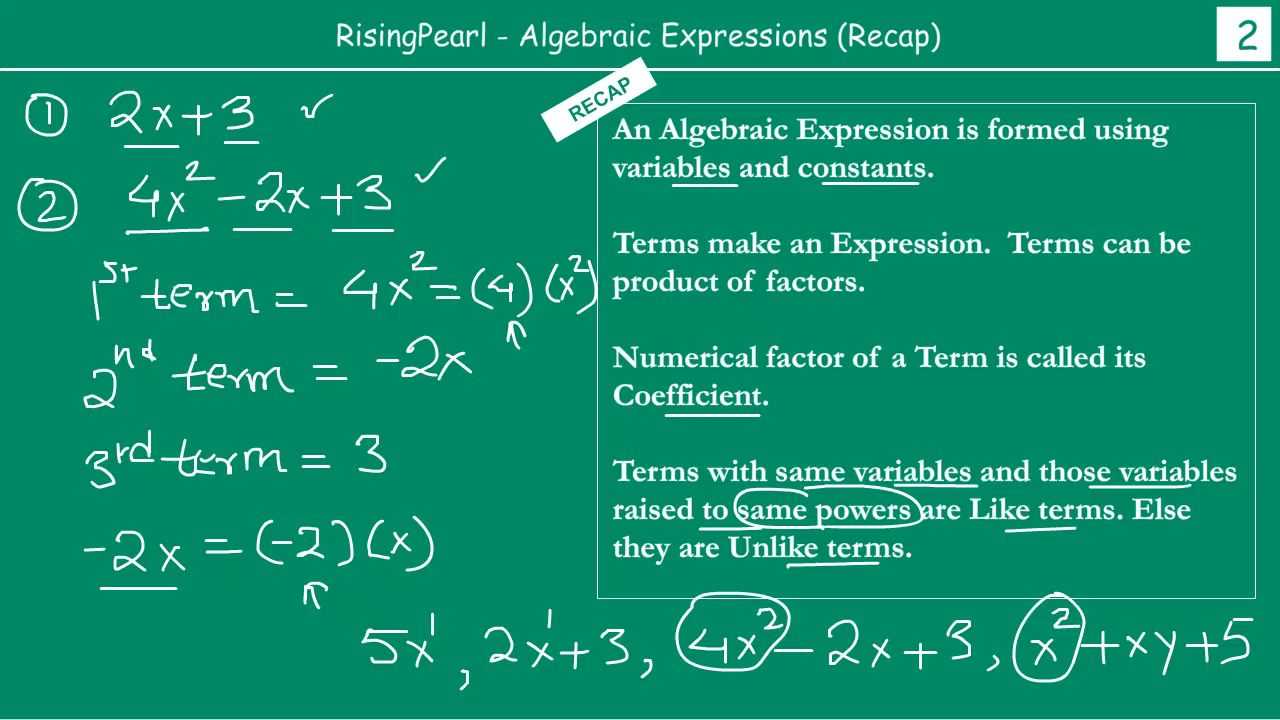 RisingPearl - Algebraic Expressions (Recap)
2
① 2x+3 ✓
② 4x² -2x +3 ✓
1st term = 4x² = (4) (x²)
2nd term = -2x
3rd term = 3
-2x = (-2) (x)
RECAP
An Algebraic Expression is formed using
variables and constants.
Terms make an Expression. Terms can be
product of factors.
Numerical factor of a Term is called its
Coefficient.
Terms with same variables and those variables
raised to same powers are Like terms. Else
they are Unlike terms.
5x¹, 2x¹+3, 4x² - 2x+3, x² +xy+5